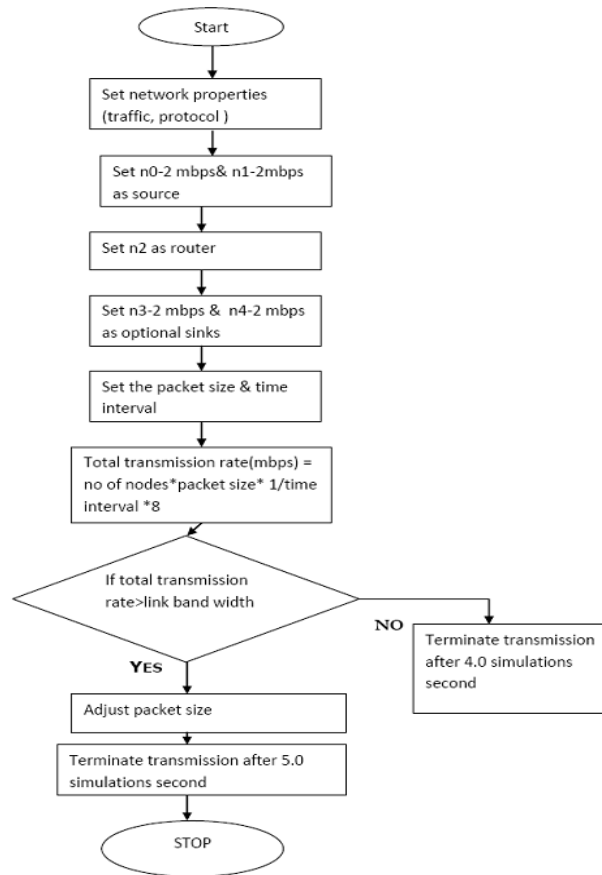 Start
Set network properties
(traffic, protocol )
Set n0-2 mbps& n1-2mbps
as source
Set n2 as router
Set n3-2 mbps & n4-2 mbps
as optional sinks
Set the packet size & time
interval
Total transmission rate(mbps) =
no of nodes*packet size* 1/time
interval *8
If total transmission
rate>link band width
NO
Terminate transmission
after 4.0 simulations
second
YES
Adjust packet size
Terminate transmission after 5.0
simulations second
STOP